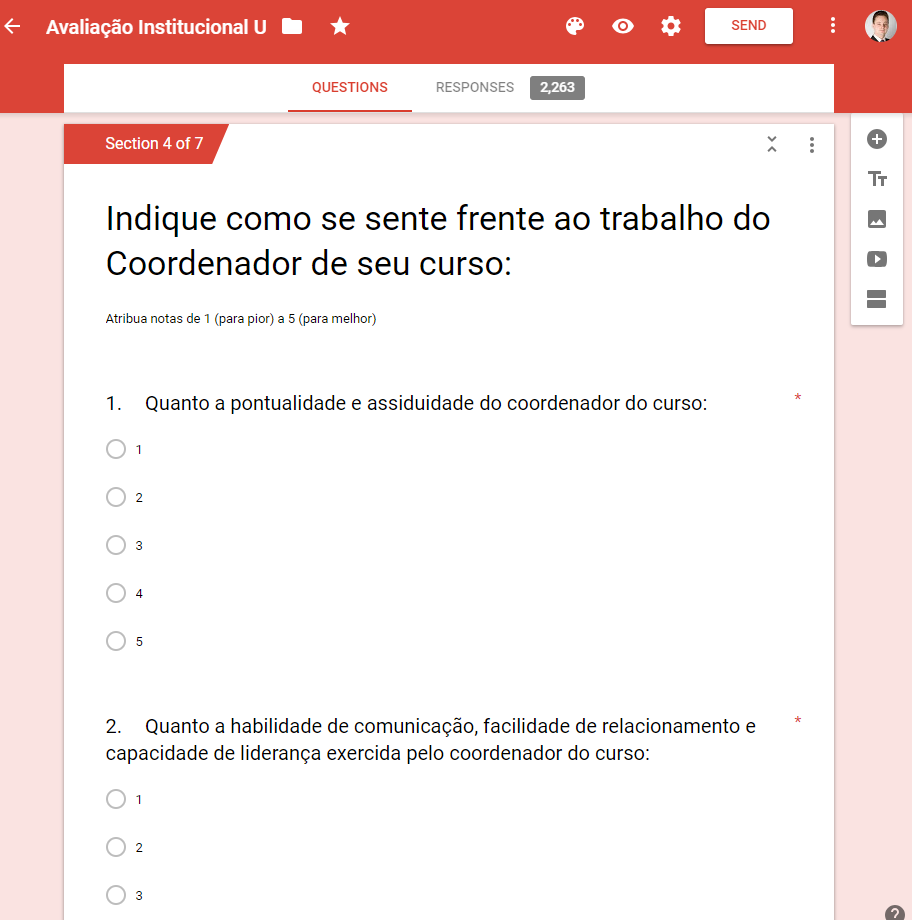 Avaliação Institucional U
SEND
QUESTIONS
RESPONSES
2,263
Section 4 of 7
Indique como se sente frente ao trabalho do
Coordenador de seu curso:
Atribua notas de 1 (para pior) a 5 (para melhor)
1. Quanto a pontualidade e assiduidade do coordenador do curso: *
1
2
3
4
5
2. Quanto a habilidade de comunicação, facilidade de relacionamento e *
capacidade de liderança exercida pelo coordenador do curso:
1
2
3